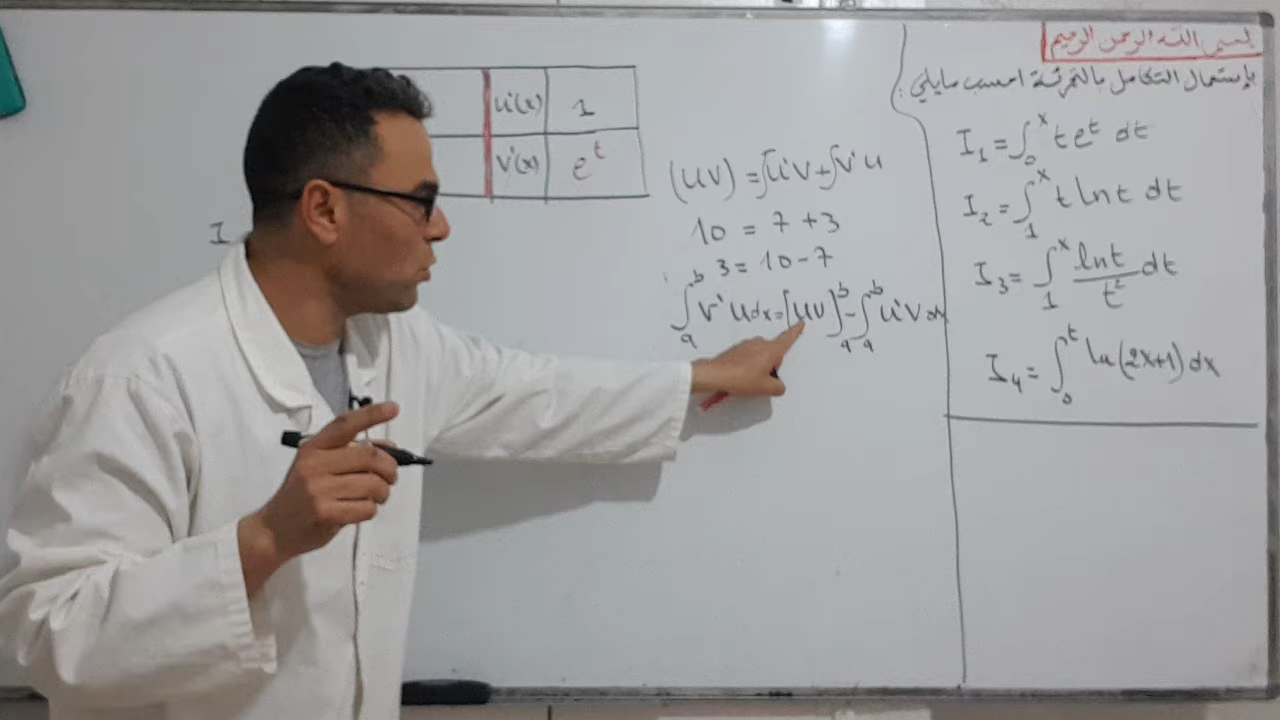 بسم الله الرحمن الرحيم
بإستعمال التكامل بالتجزئة احسب مايلي:
I₁ = ∫₀ˣ t eᵗ dt
I₂ = ∫₁ˣ t ln t dt
I₃ = ∫₁ˣ ln t / t² dt
I₄ = ∫₀ᵗ ln(2x+1) dx
u'(x) 1
v'(x) eᵗ
(uv) = ∫u'v + ∫v'u
10 = 7 + 3
3 = 10 - 7
∫ₐᵇ v'u dx = [uv]ₐᵇ - ∫ₐᵇ u'v dx
I